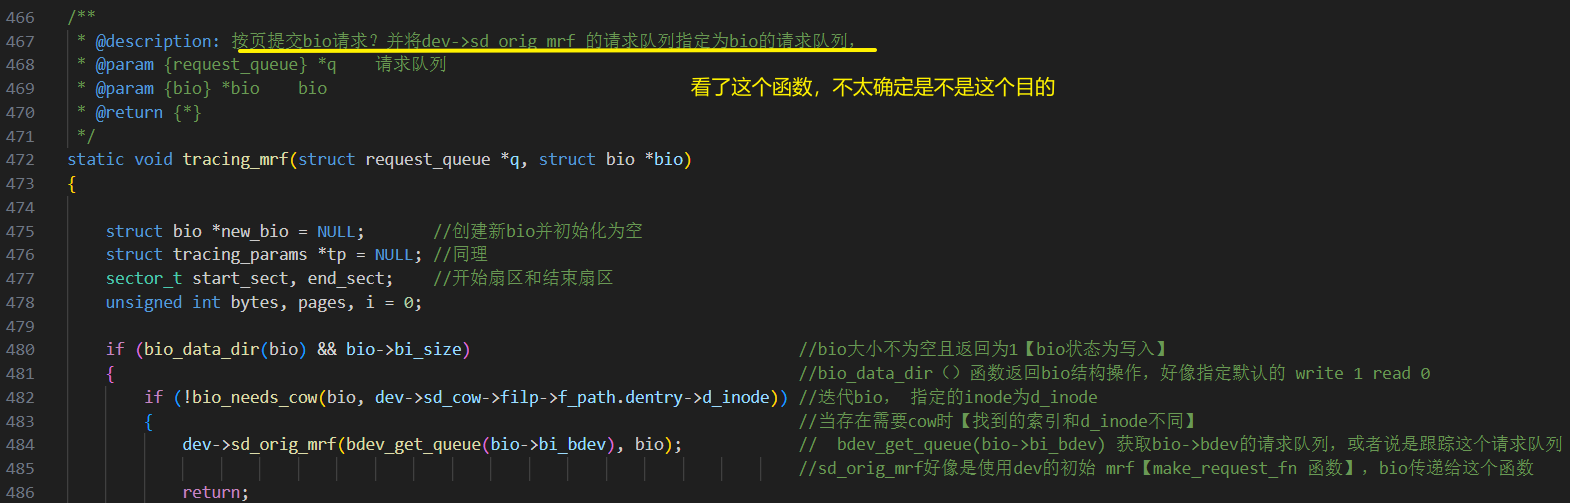 466 /**
467 * @description: 按页提交bio请求？并将dev->sd_orig_mrf 的请求队列指定为bio的请求队列，
468 * @param {request_queue} *q 请求队列
看了这个函数，不太确定是不是这个目的
469 * @param {bio} *bio bio
470 * @return {*}
471 */
472 static void tracing_mrf(struct request_queue *q, struct bio *bio)
473 {
474
475 struct bio *new_bio = NULL; //创建新bio并初始化为空
476 struct tracing_params *tp = NULL; //同理
477 sector_t start_sect, end_sect; //开始扇区和结束扇区
478 unsigned int bytes, pages, i = 0;
479
480 if (bio_data_dir(bio) && bio->bi_size) //bio大小不为空且返回为1【bio状态为写入】
481 { //bio_data_dir（）函数返回bio结构操作，好像指定默认的 write 1 read 0
482 if (!bio_needs_cow(bio, dev->sd_cow->filp->f_path.dentry->d_inode)) //迭代bio， 指定的inode为d_inode
483 { //当存在需要cow时【找到的索引和d_inode不同】
484 dev->sd_orig_mrf(bdev_get_queue(bio->bi_bdev), bio); // bdev_get_queue(bio->bi_bdev) 获取bio->bdev的请求队列，或者说是跟踪这个请求队列
485 //sd_orig_mrf好像是使用dev的初始 mrf【make_request_fn 函数】，bio传递给这个函数
486 return;